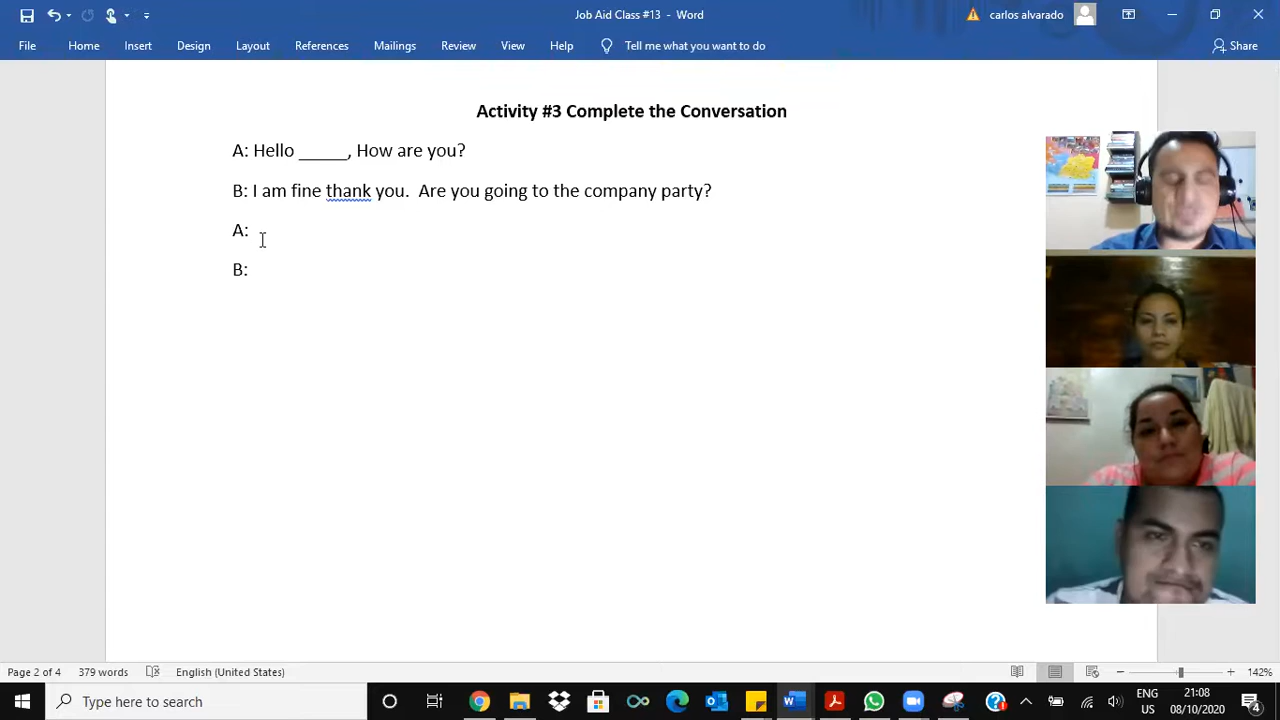 Job Aid Class #13 - Word
carlos alvarado
File Home Insert Design Layout References Mailings Review View Help Tell me what you want to do Share
Activity #3 Complete the Conversation
A: Hello _____, How are you?
B: I am fine thank you. Are you going to the company party?
A:
B:
Page 2 of 4 379 words English (United States) 142%
Type here to search
ENG 21:08
US 08/10/2020 4